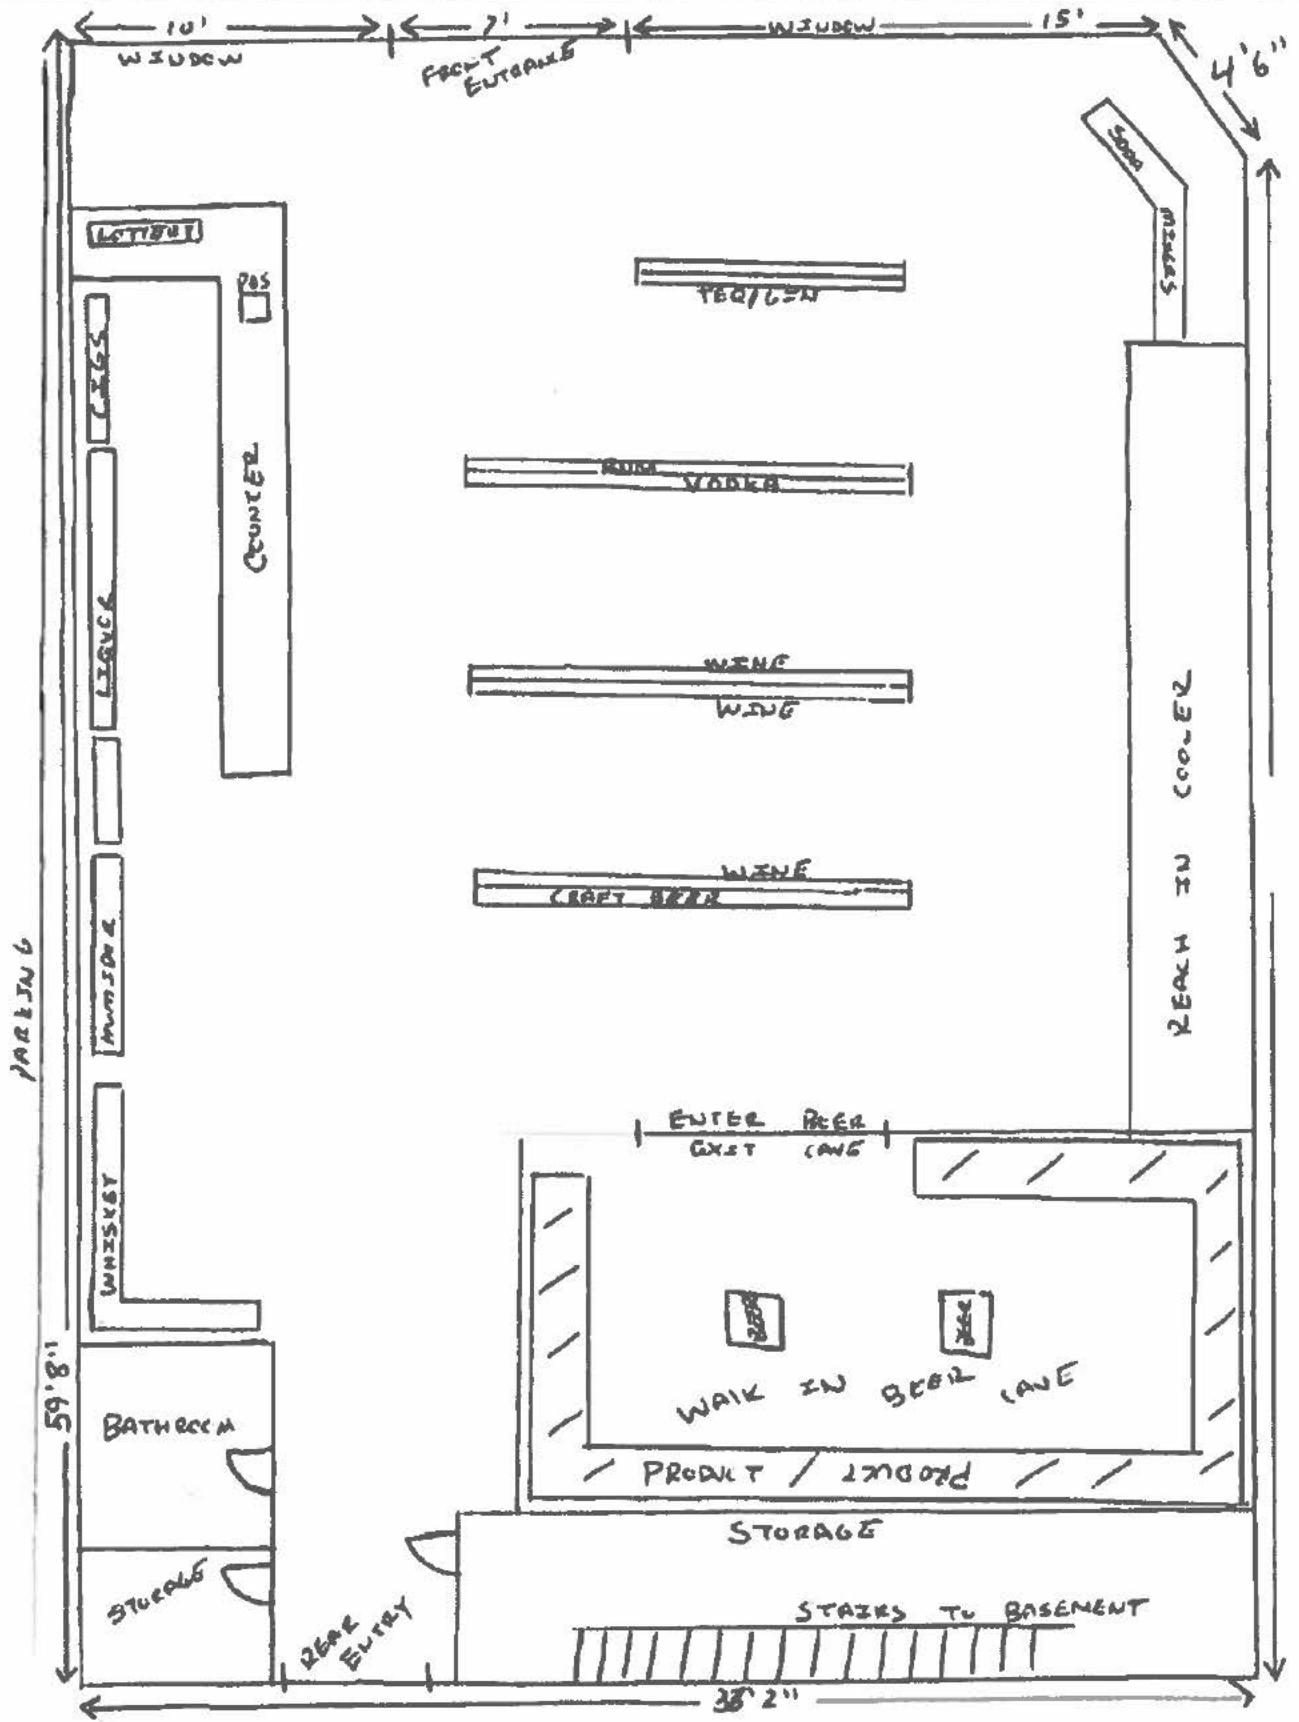 10'
7'
WINDOW
15'
WINDOW
FRONT
ENTRANCE
4'6"
SODA
LOTTERY
MIXERS
POS
TEQ/GIN
CIGS
COUNTER
RUM
VODKA
LIQUOR
WINE
WINE
REACH IN COOLER
WINE
CRAFT BEER
HUMIDOR
PARKING
ENTER BEER
EXIT CAVE
WHISKEY
BEER
BEER
WALK IN BEER CAVE
59'8"
BATHROOM
PRODUCT
PRODUCT
STORAGE
STORAGE
STAIRS TO BASEMENT
REAR
ENTRY